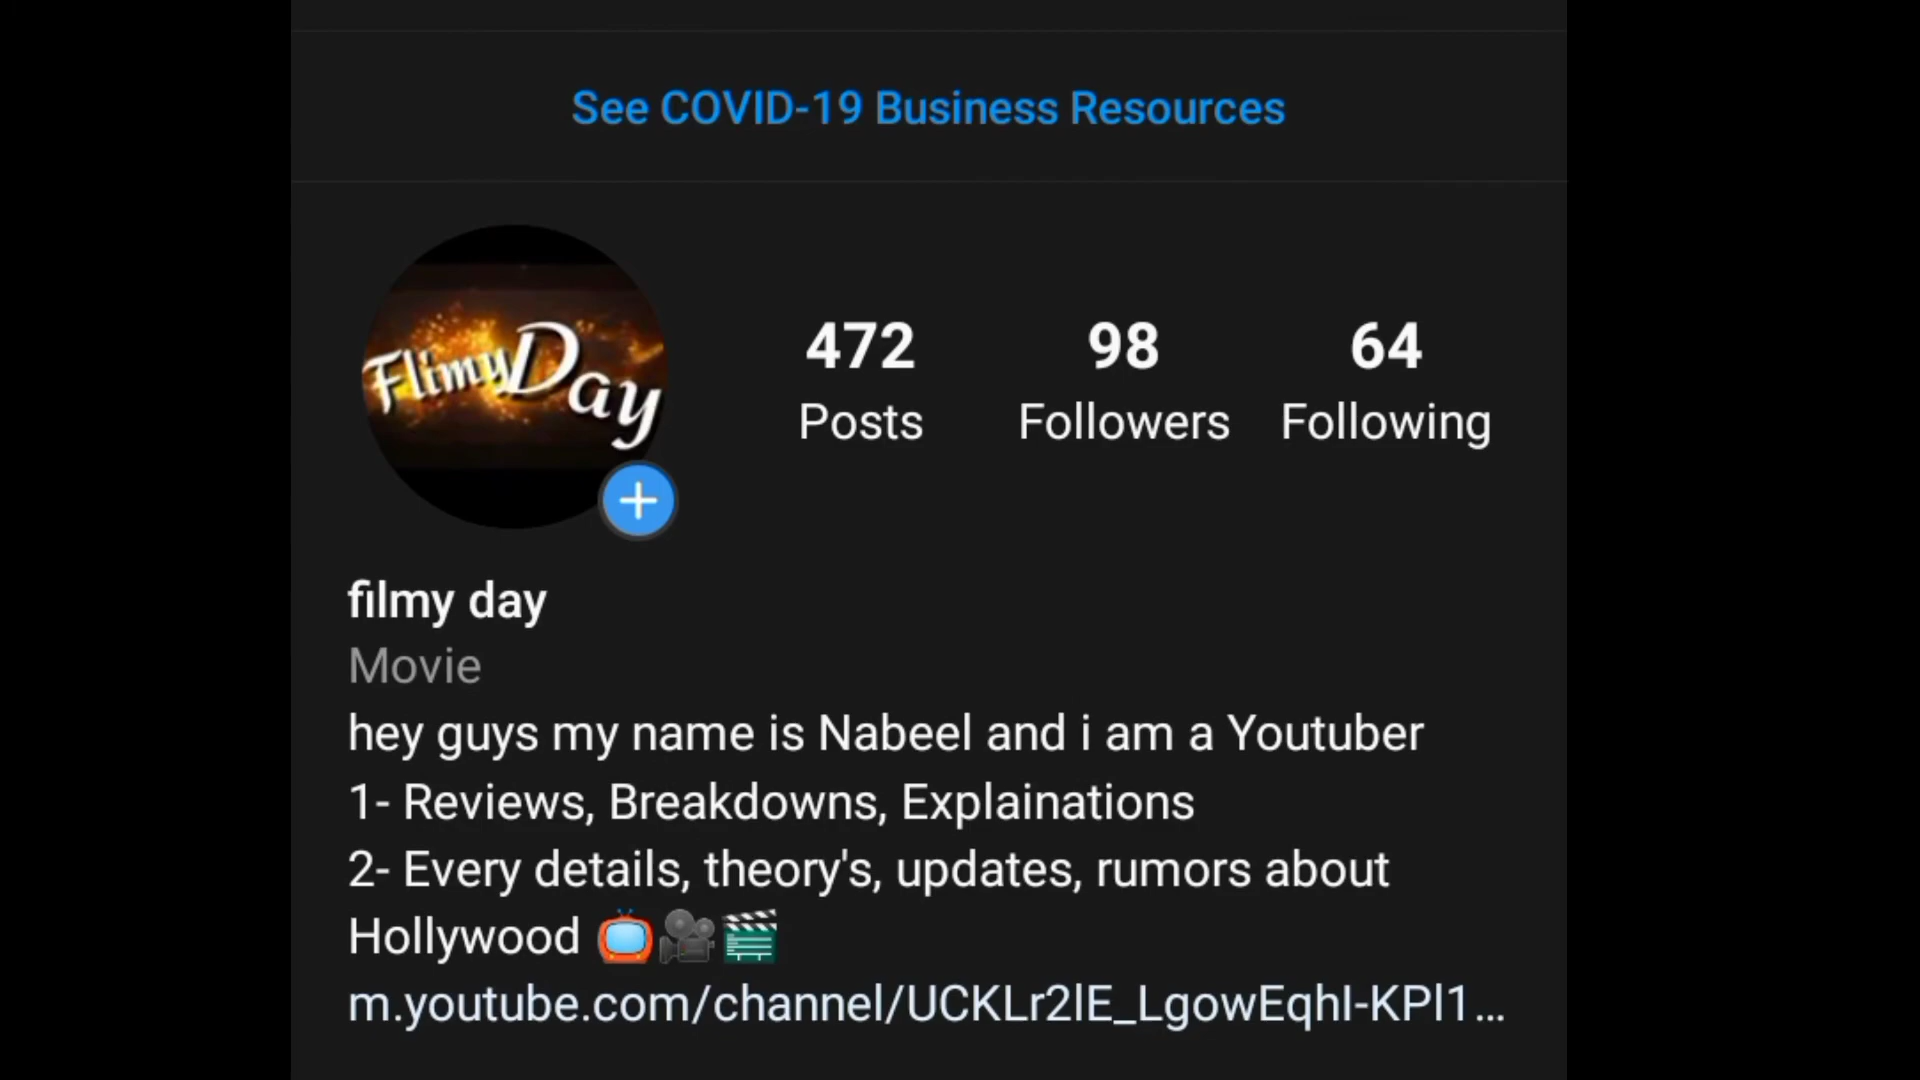 See COVID-19 Business Resources
FlimyDay
472 98 64
Posts Followers Following
filmy day
Movie
hey guys my name is Nabeel and i am a Youtuber
1- Reviews, Breakdowns, Explainations
2- Every details, theory's, updates, rumors about
Hollywood 📺🎥🎬
m.youtube.com/channel/UCKLr2lE_LgowEqhI-KPl1...